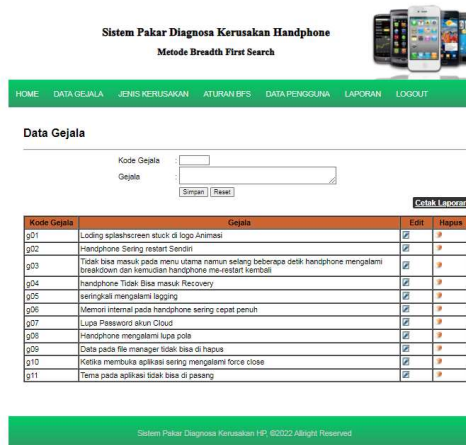 Sistem Pakar Diagnosa Kerusakan Handphone
Metode Breadth First Search
HOME DATA GEJALA JENIS KERUSAKAN ATURAN BFS DATA PENGGUNA LAPORAN LOGOUT
Data Gejala
Kode Gejala :
Gejala :
Simpan Reset
Cetak Laporan
Kode Gejala Gejala Edit Hapus
g01 Loding splashscreen stuck di logo Animasi
g02 Handphone Sering restart Sendiri
g03 Tidak bisa masuk pada menu utama namun selang beberapa detik handphone mengalami
breakdown dan kemudian handphone me-restart kembali
g04 handphone Tidak Bisa masuk Recovery
g05 seringkali mengalami lagging
g06 Memori internal pada handphone sering cepat penuh
g07 Lupa Password akun Cloud
g08 Handphone mengalami lupa pola
g09 Data pada file manager tidak bisa di hapus
g10 Ketika membuka aplikasi sering mengalami force close
g11 Tema pada aplikasi tidak bisa di pasang
Sistem Pakar Diagnosa Kerusakan HP, ©2022 Allright Reserved